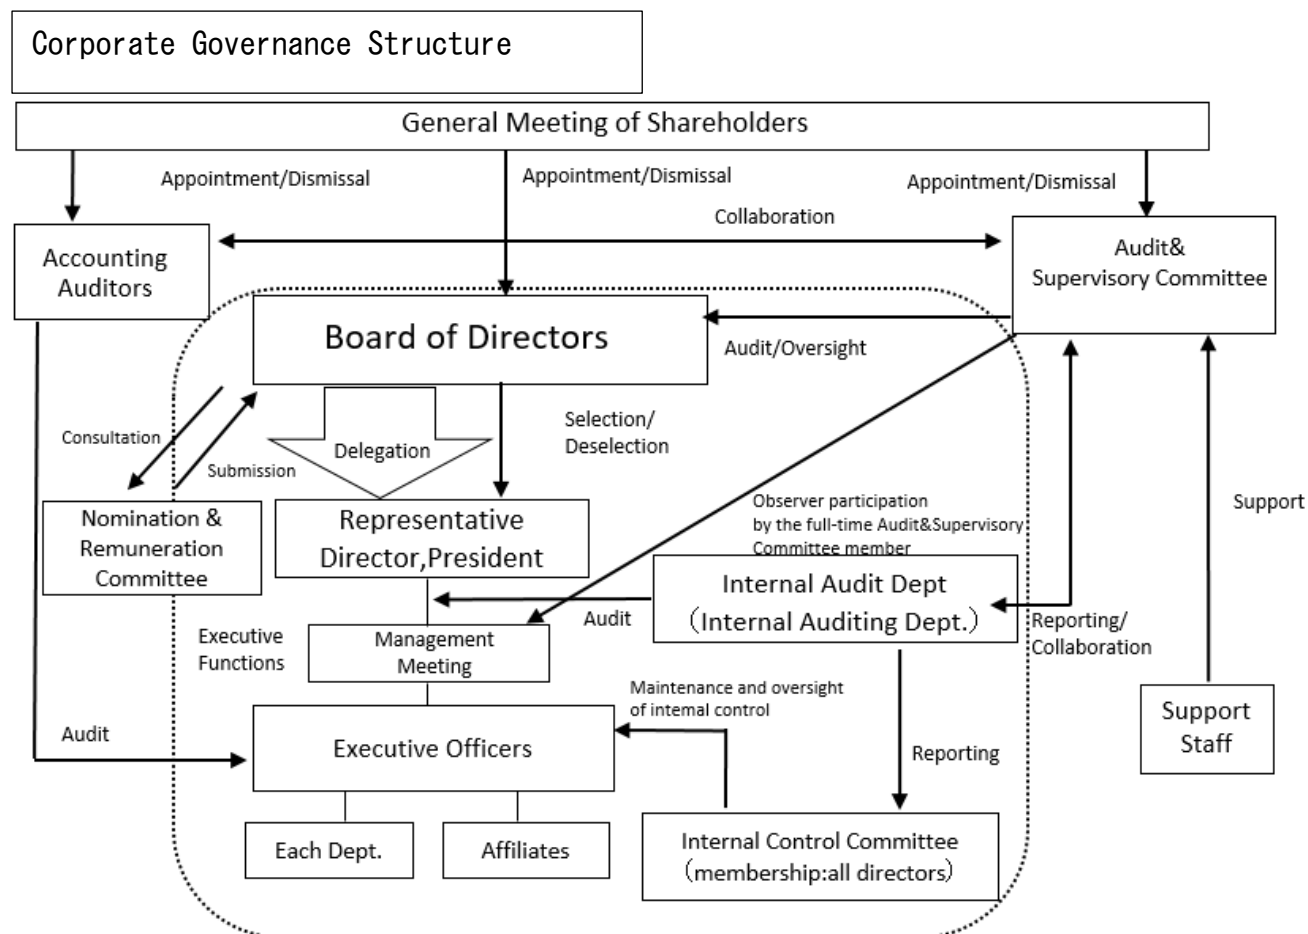 Corporate Governance Structure
General Meeting of Shareholders
Appointment/Dismissal
Appointment/Dismissal
Appointment/Dismissal
Collaboration
Accounting
Auditors
Audit&
Supervisory Committee
Board of Directors
Audit/Oversight
Consultation
Submission
Delegation
Selection/
Deselection
Nomination &
Remuneration
Committee
Representative
Director,President
Observer participation
by the full-time Audit&Supervisory
Committee member
Support
Internal Audit Dept
（Internal Auditing Dept.）
Audit
Reporting/
Collaboration
Executive
Functions
Management
Meeting
Maintenance and oversight
of internal control
Support
Staff
Audit
Executive Officers
Reporting
Each Dept.
Affiliates
Internal Control Committee
（membership:all directors）